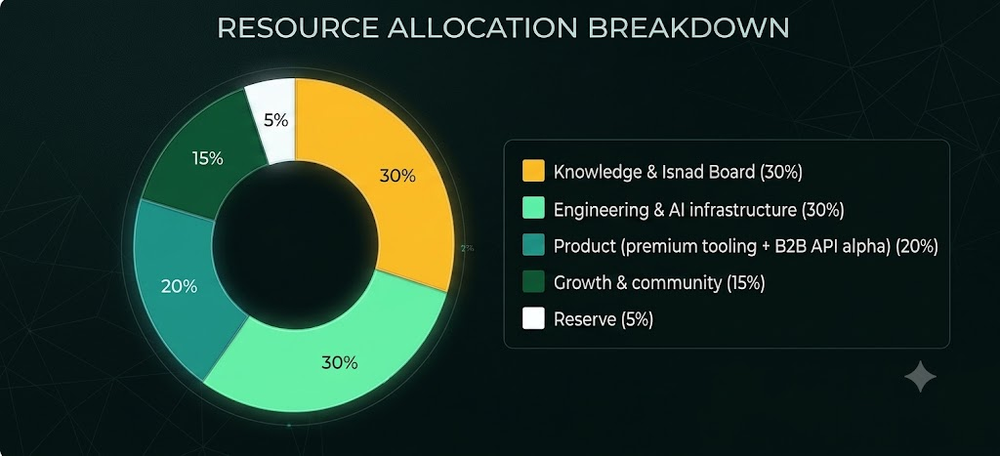 RESOURCE ALLOCATION BREAKDOWN
5%
15%
30%
20%
30%
2%
Knowledge & Isnad Board (30%)
Engineering & AI infrastructure (30%)
Product (premium tooling + B2B API alpha) (20%)
Growth & community (15%)
Reserve (5%)